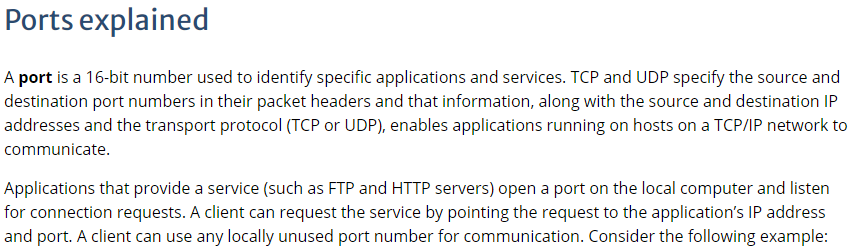 Ports explained
A port is a 16-bit number used to identify specific applications and services. TCP and UDP specify the source and
destination port numbers in their packet headers and that information, along with the source and destination IP
addresses and the transport protocol (TCP or UDP), enables applications running on hosts on a TCP/IP network to
communicate.
Applications that provide a service (such as FTP and HTTP servers) open a port on the local computer and listen
for connection requests. A client can request the service by pointing the request to the application’s IP address
and port. A client can use any locally unused port number for communication. Consider the following example: